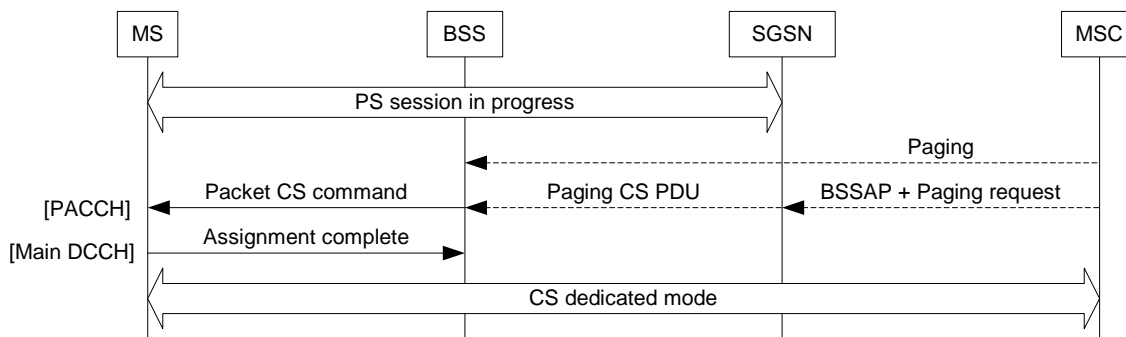 MS BSS SGSN MSC
PS session in progress
Paging
[PACCH] Packet CS command Paging CS PDU BSSAP + Paging request
[Main DCCH] Assignment complete
CS dedicated mode